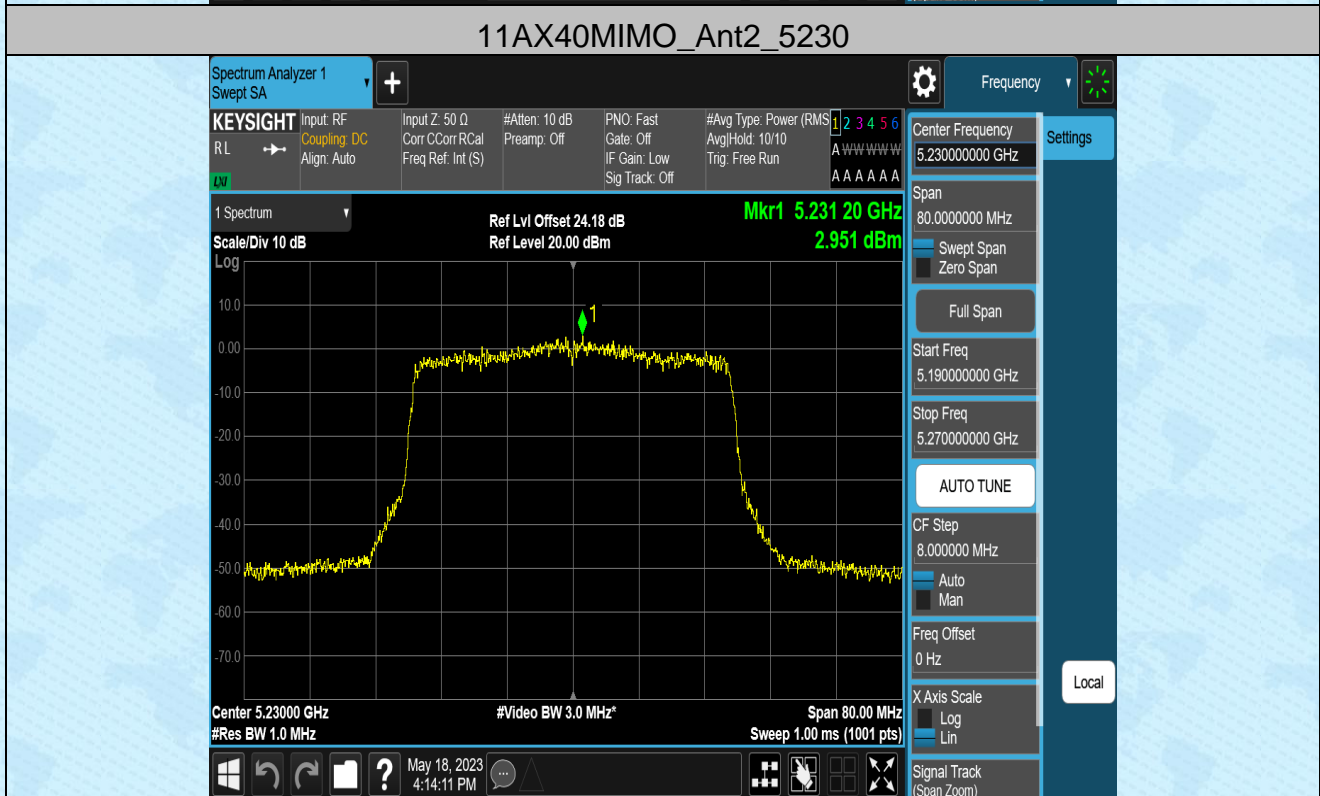 11AX40MIMO_Ant2_5230
Spectrum Analyzer 1
Swept SA
+
Frequency
KEYSIGHT
RL
LXI
Input: RF
Coupling: DC
Align: Auto
Input Z: 50 Ω
Corr CCorr RCal
Freq Ref: Int (S)
#Atten: 10 dB
Preamp: Off
PNO: Fast
Gate: Off
IF Gain: Low
Sig Track: Off
#Avg Type: Power (RMS
Avg|Hold: 10/10
Trig: Free Run
1 2 3 4 5 6
A W W W W W
A A A A A A
1 Spectrum
Scale/Div 10 dB
Log
Ref Lvl Offset 24.18 dB
Ref Level 20.00 dBm
Mkr1 5.231 20 GHz
2.951 dBm
1
10.0
0.00
-10.0
-20.0
-30.0
-40.0
-50.0
-60.0
-70.0
Center 5.23000 GHz
#Res BW 1.0 MHz
#Video BW 3.0 MHz*
Span 80.00 MHz
Sweep 1.00 ms (1001 pts)
Center Frequency
5.230000000 GHz
Settings
Span
80.0000000 MHz
Swept Span
Zero Span
Full Span
Start Freq
5.190000000 GHz
Stop Freq
5.270000000 GHz
AUTO TUNE
CF Step
8.000000 MHz
Auto
Man
Freq Offset
0 Hz
X Axis Scale
Log
Lin
Local
Signal Track
(Span Zoom)
?
May 18, 2023
4:14:11 PM